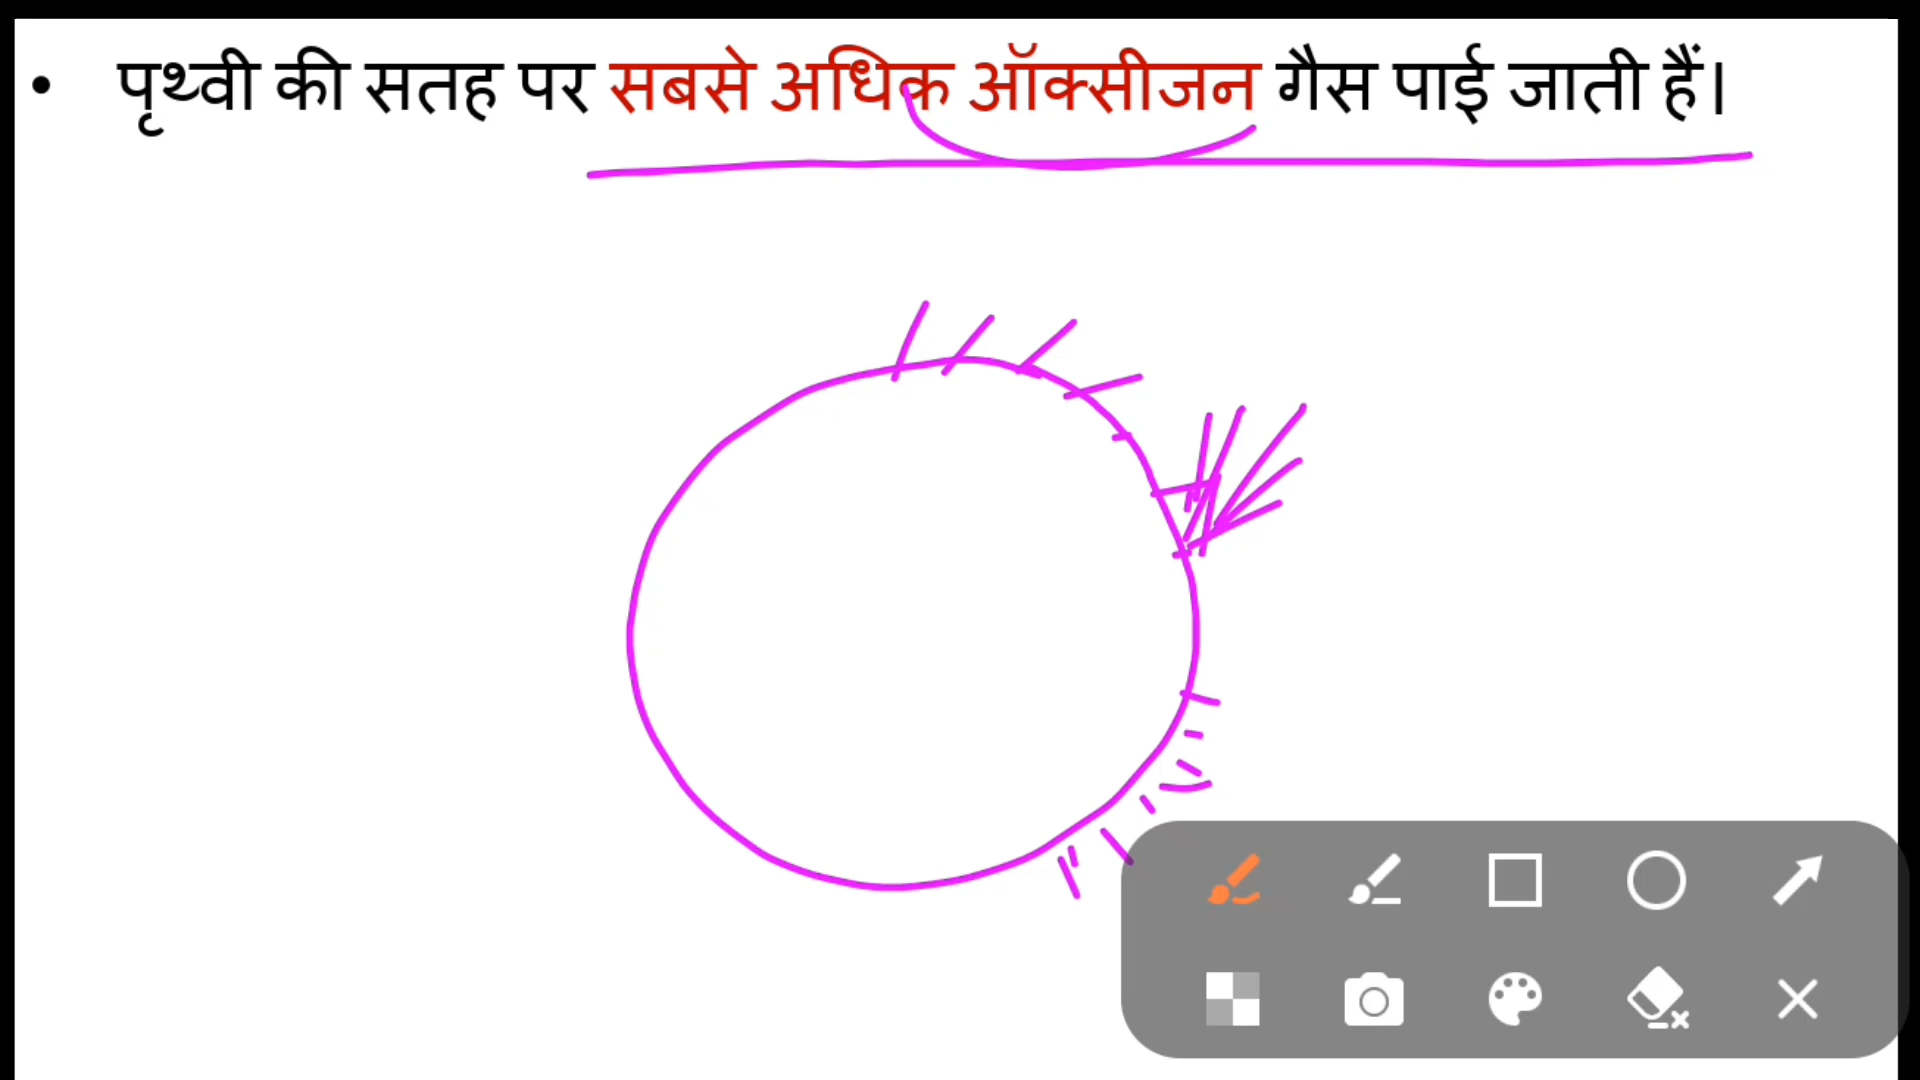 • पृथ्वी की सतह पर सबसे अधिक ऑक्सीजन गैस पाई जाती हैं।